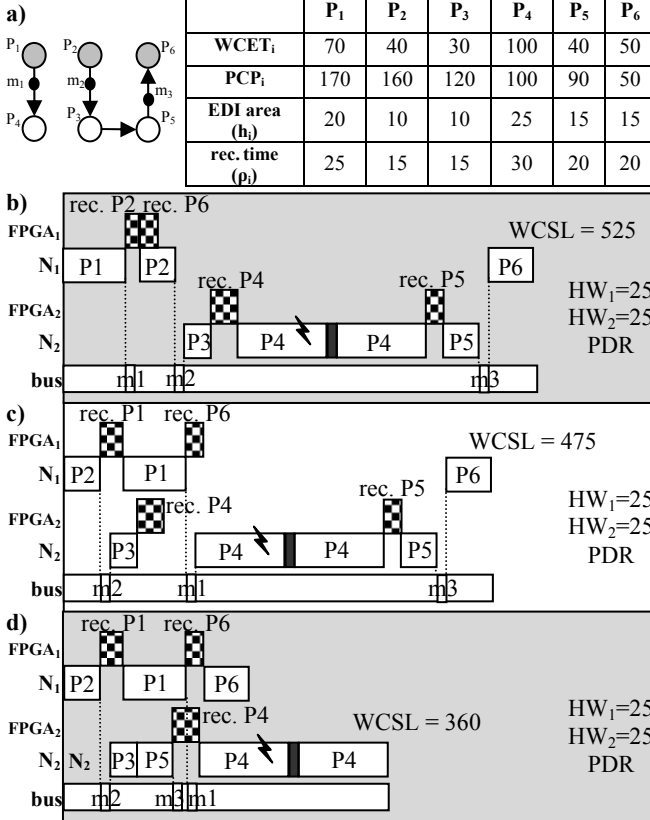 a)
P1 P2 P6
m1 m2 m3
P4 P3 P5
P1 P2 P3 P4 P5 P6
WCETi 70 40 30 100 40 50
PCPi 170 160 120 100 90 50
EDI area (hi) 20 10 10 25 15 15
rec. time (ρi) 25 15 15 30 20 20
b)
rec. P2 rec. P6
FPGA1
WCSL = 525
N1 P1 P2 P6
rec. P4 rec. P5
HW1=25
FPGA2
HW2=25
N2 P3 P4 P4 P5
PDR
bus m1 m2 m3
c)
rec. P1 rec. P6
FPGA1
WCSL = 475
N1 P2 P1 P6
rec. P5
FPGA2 rec. P4
HW1=25
HW2=25
N2 P3 P4 P4 P5
PDR
bus m2 m1 m3
d)
rec. P1 rec. P6
FPGA1
N1 P2 P1 P6
FPGA2 rec. P4
WCSL = 360
HW1=25
HW2=25
N2 N2 P3 P5 P4 P4
PDR
bus m2 m3 m1